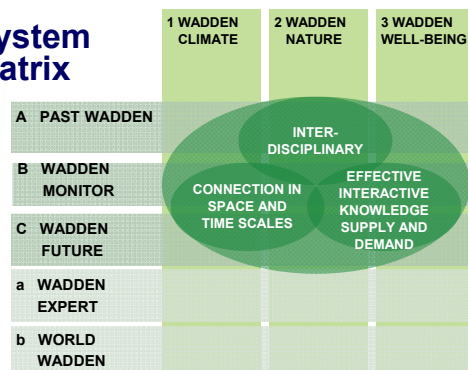 ystem
atrix
1 WADDEN
CLIMATE
2 WADDEN
NATURE
3 WADDEN
WELL-BEING
A PAST WADDEN
B WADDEN
MONITOR
C WADDEN
FUTURE
a WADDEN
EXPERT
b WORLD
WADDEN
INTER-
DISCIPLINARY
CONNECTION IN
SPACE AND
TIME SCALES
EFFECTIVE
INTERACTIVE
KNOWLEDGE
SUPPLY AND
DEMAND